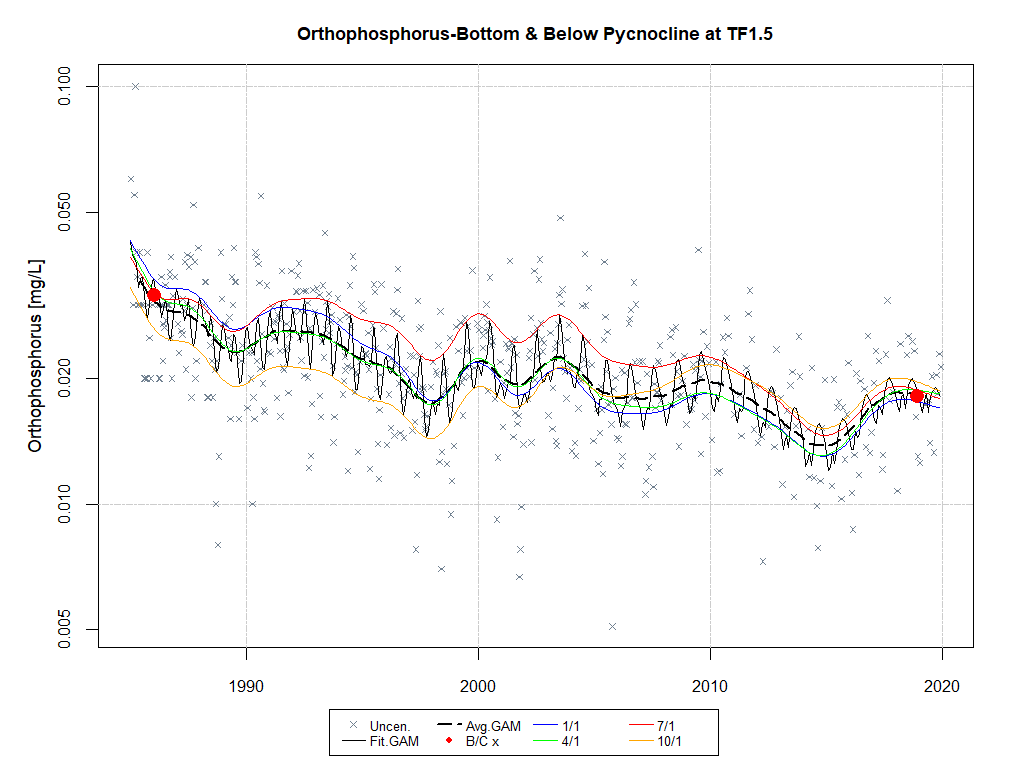 Orthophosphorus-Bottom & Below Pycnocline at TF1.5
Orthophosphorus [mg/L]
0.100
0.050
0.020
0.010
0.005
1990 2000 2010 2020
Uncen. Avg.GAM 1/1 7/1
Fit.GAM B/C x 4/1 10/1